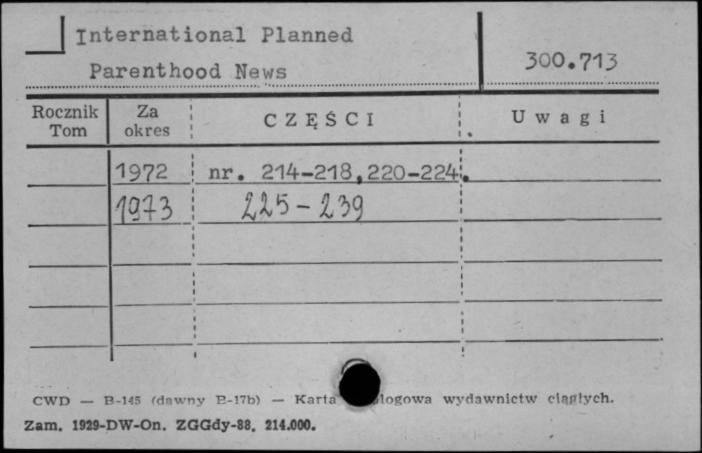 International Planned
Parenthood News
300.713
Rocznik Tom Za okres CZĘŚCI Uwagi
1972 nr. 214-218,220-224.
1973 225-239
CWD — B-145 (dawny B-17b) — Karta logowa wydawnictw ciągłych.
Zam. 1929-DW-On. ZGGdy-88. 214.000.